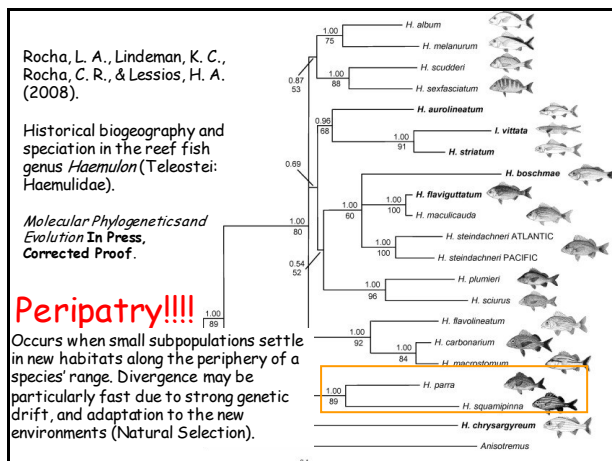 Rocha, L. A., Lindeman, K. C.,
Rocha, C. R., & Lessios, H. A.
(2008).
Historical biogeography and
speciation in the reef fish
genus Haemulon (Teleostei:
Haemulidae).
Molecular Phylogenetics and
Evolution In Press,
Corrected Proof.
Peripatry!!!!
Occurs when small subpopulations settle
in new habitats along the periphery of a
species' range. Divergence may be
particularly fast due to strong genetic
drift, and adaptation to the new
environments (Natural Selection).
1.00
75
H. album
H. melanurum
0.87
53
1.00
88
H. scudderi
H. sexfasciatum
0.96
68
H. aurolineatum
1.00
91
I. vittata
H. striatum
0.69
H. boschmae
1.00
60
1.00
100
H. flaviguttatum
H. maculicauda
1.00
80
1.00
100
H. steindachneri ATLANTIC
H. steindachneri PACIFIC
0.54
52
1.00
96
H. plumieri
H. sciurus
1.00
89
1.00
92
H. flavolineatum
1.00
84
H. carbonarium
H. macrostomum
1.00
89
H. parra
H. squamipinna
H. chrysargyreum
Anisotremus